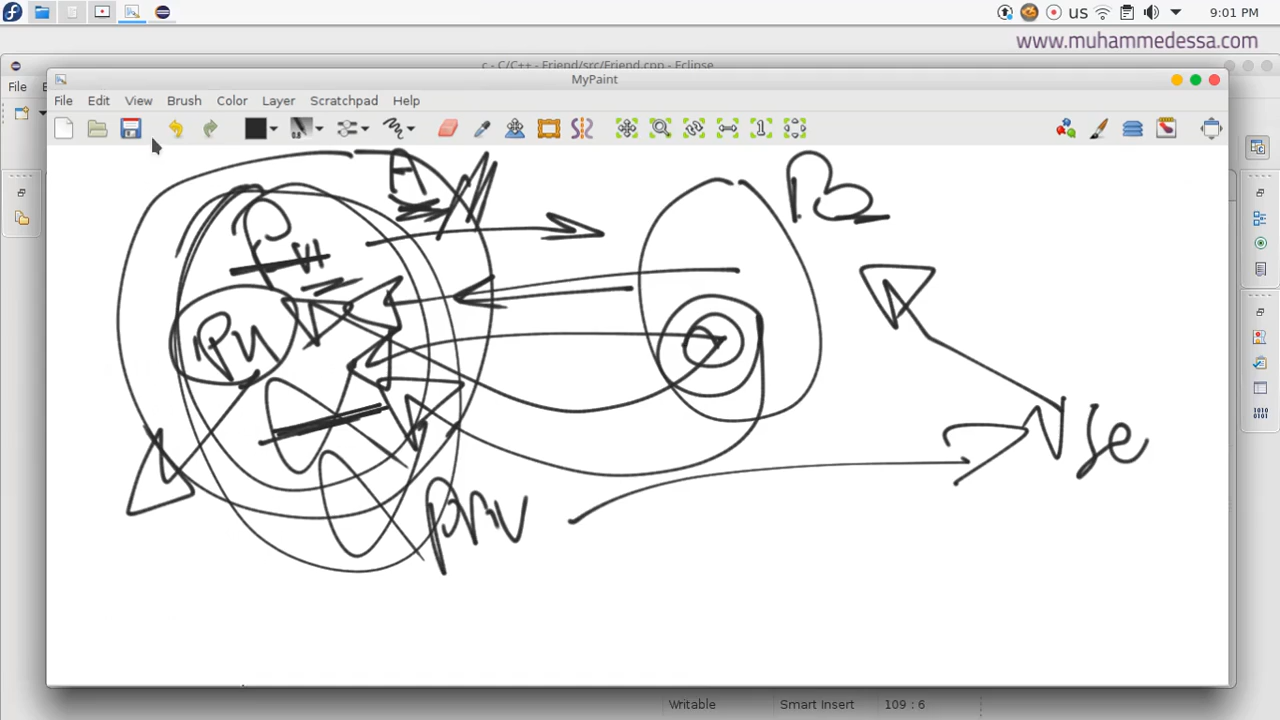 us
9:01 PM
www.muhammedessa.com
c - C/C++ - Friend/src/Friend.cpp - Eclipse
File
MyPaint
File Edit View Brush Color Layer Scratchpad Help
A
B
Pu
Priv
Writable Smart Insert 109 : 6